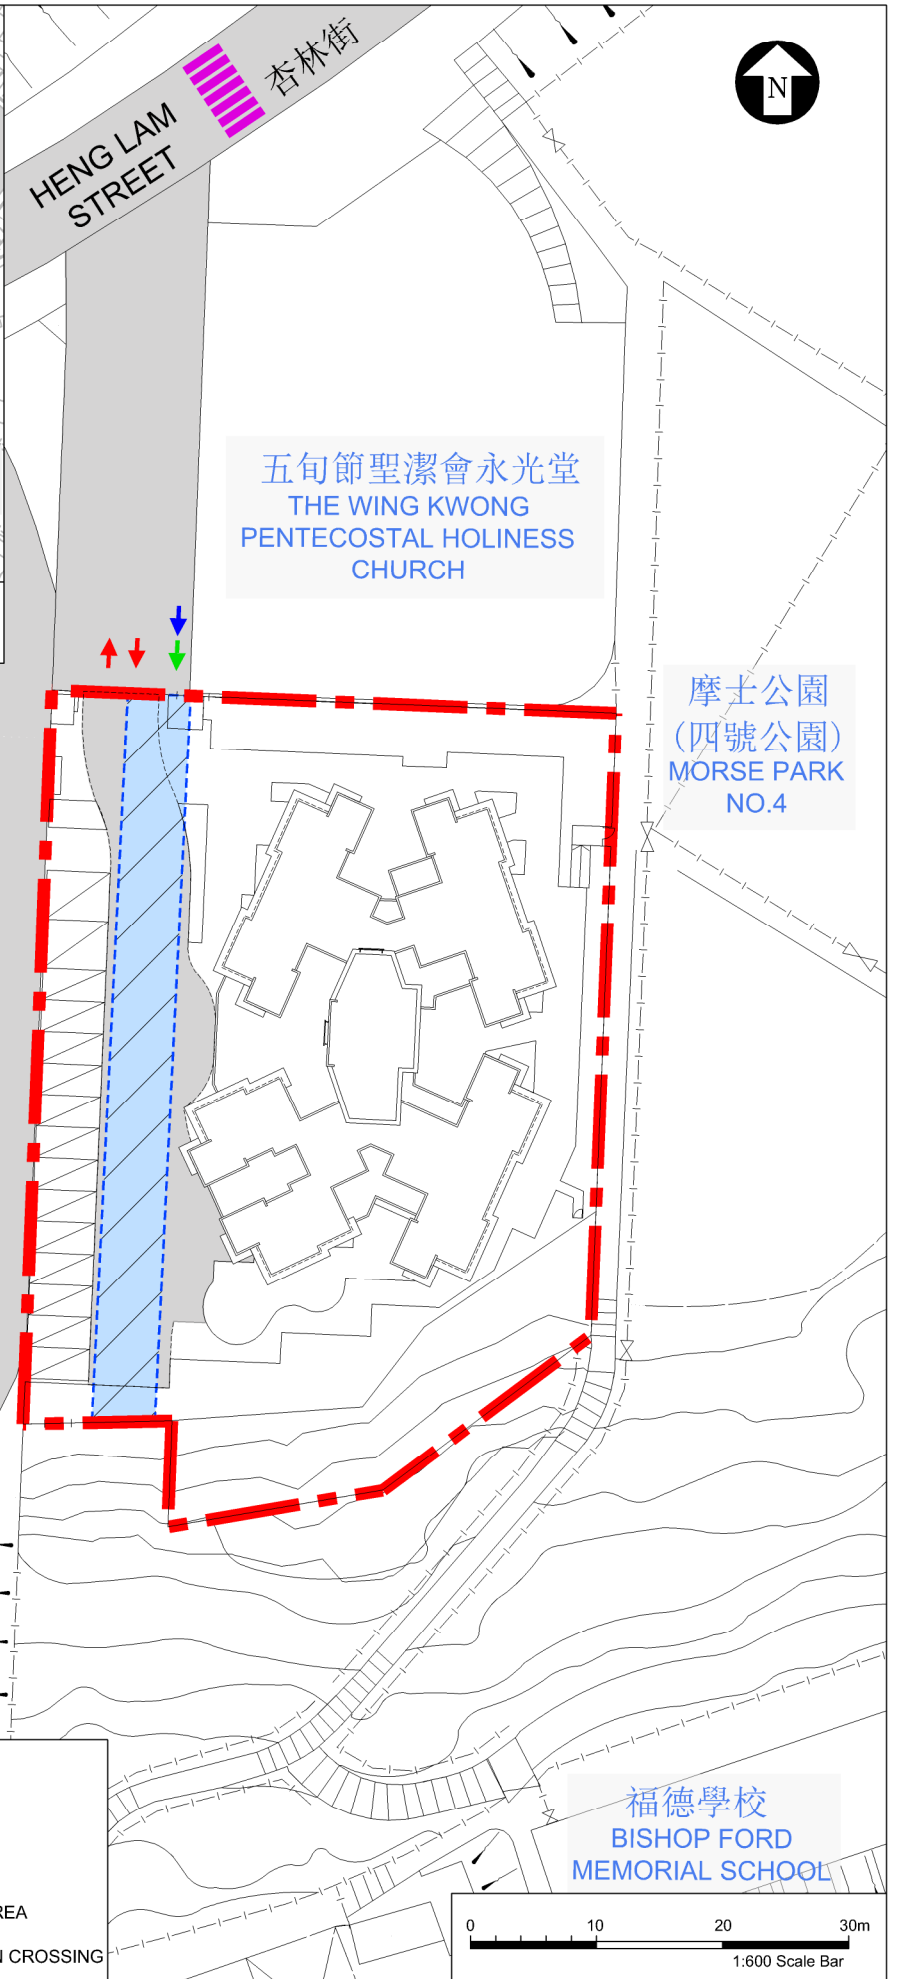 HENG LAM
STREET
杏林街
N
五旬節聖潔會永光堂
THE WING KWONG
PENTECOSTAL HOLINESS
CHURCH
摩士公園
(四號公園)
MORSE PARK
NO.4
福德學校
BISHOP FORD
MEMORIAL SCHOOL
CROSSING
0 10 20 30m
1:600 Scale Bar